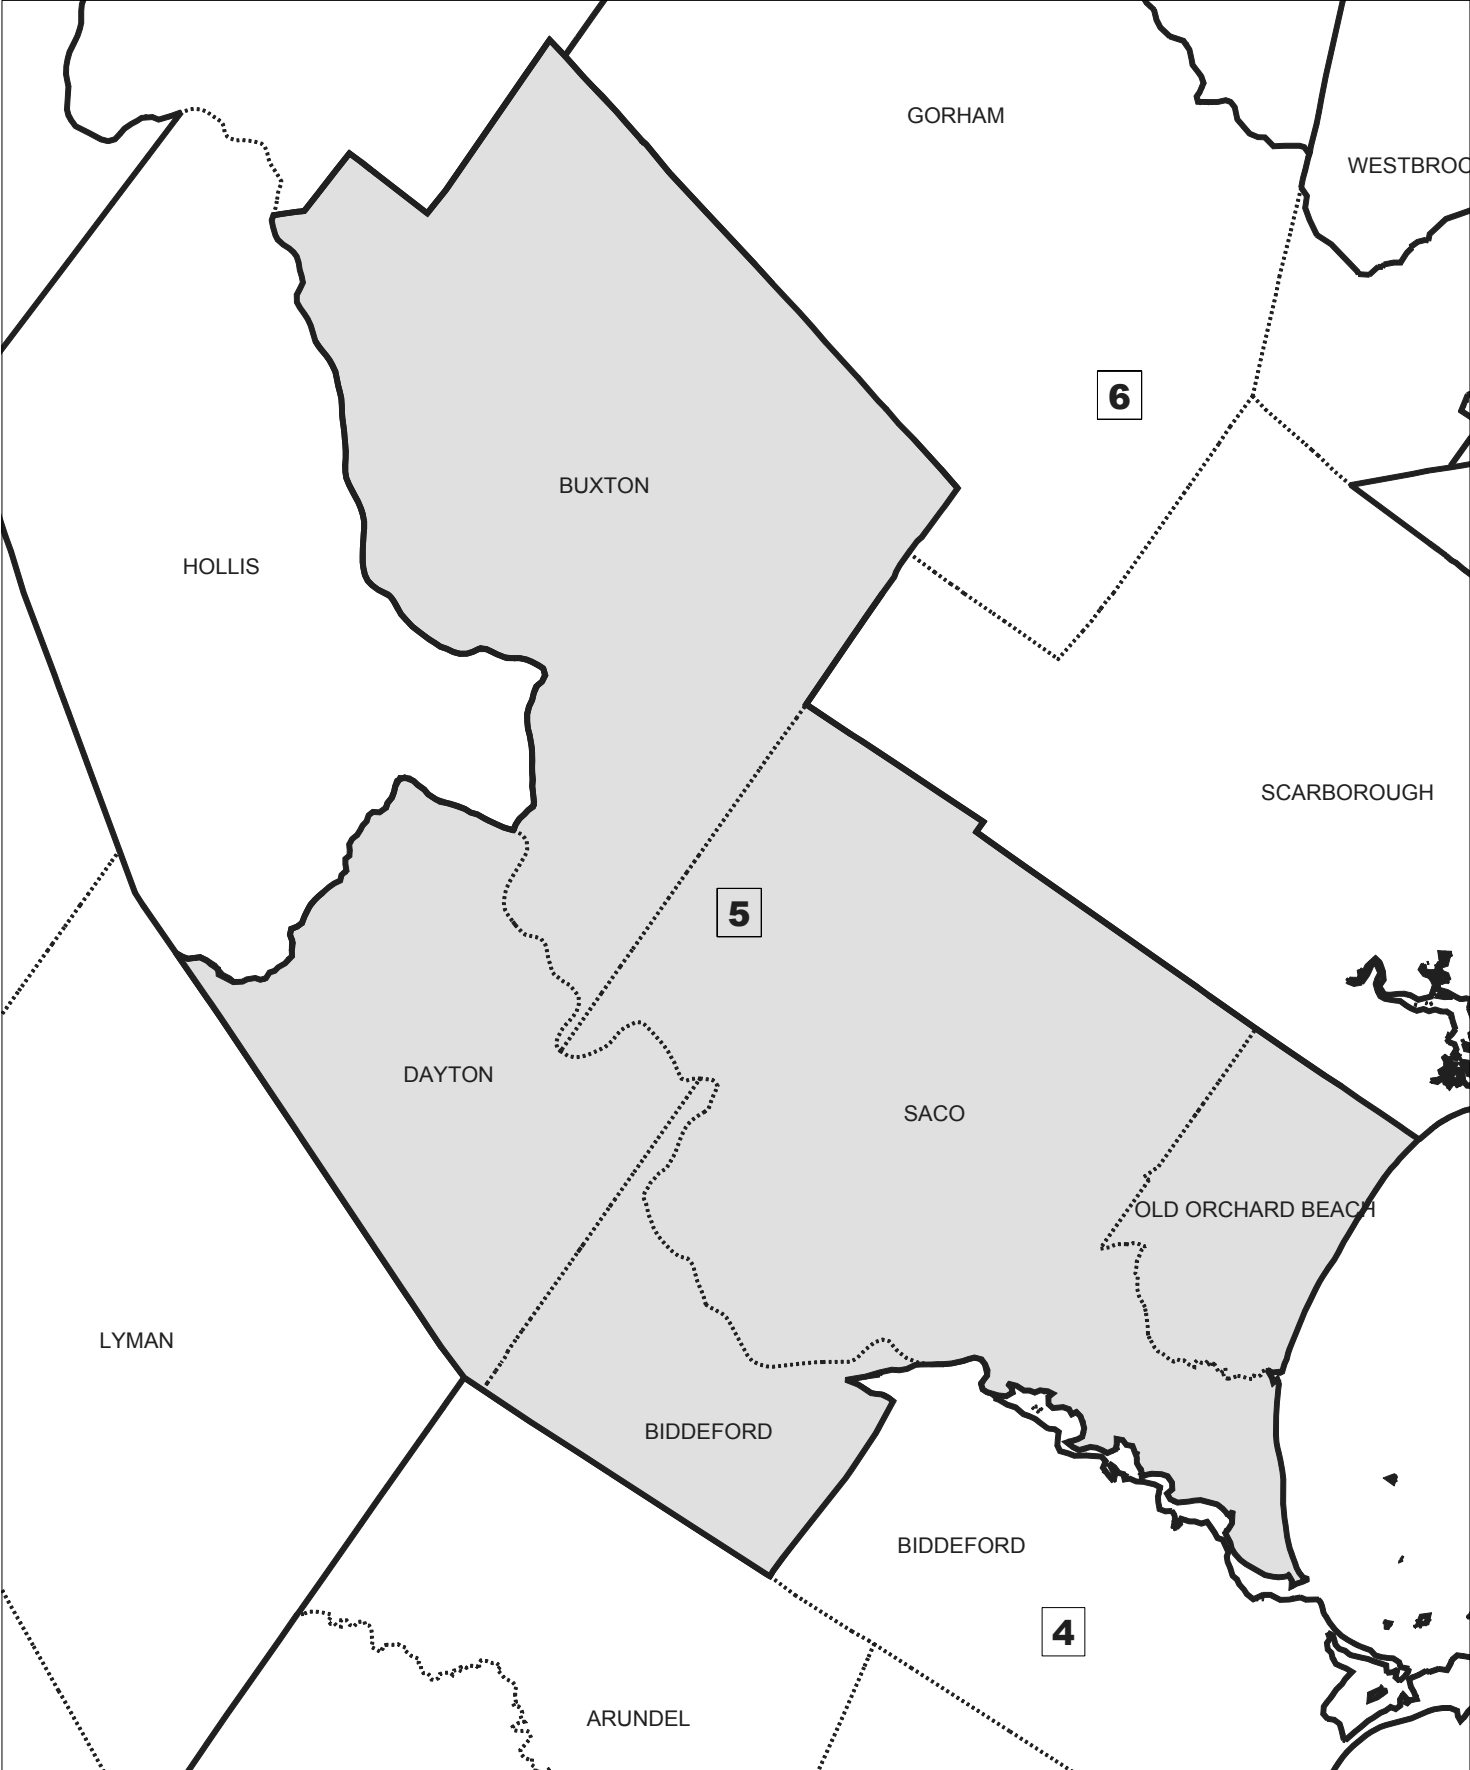 GORHAM
WESTBROO
6
BUXTON
HOLLIS
SCARBOROUGH
5
DAYTON
SACO
OLD ORCHARD BEACH
LYMAN
BIDDEFORD
BIDDEFORD
4
ARUNDEL